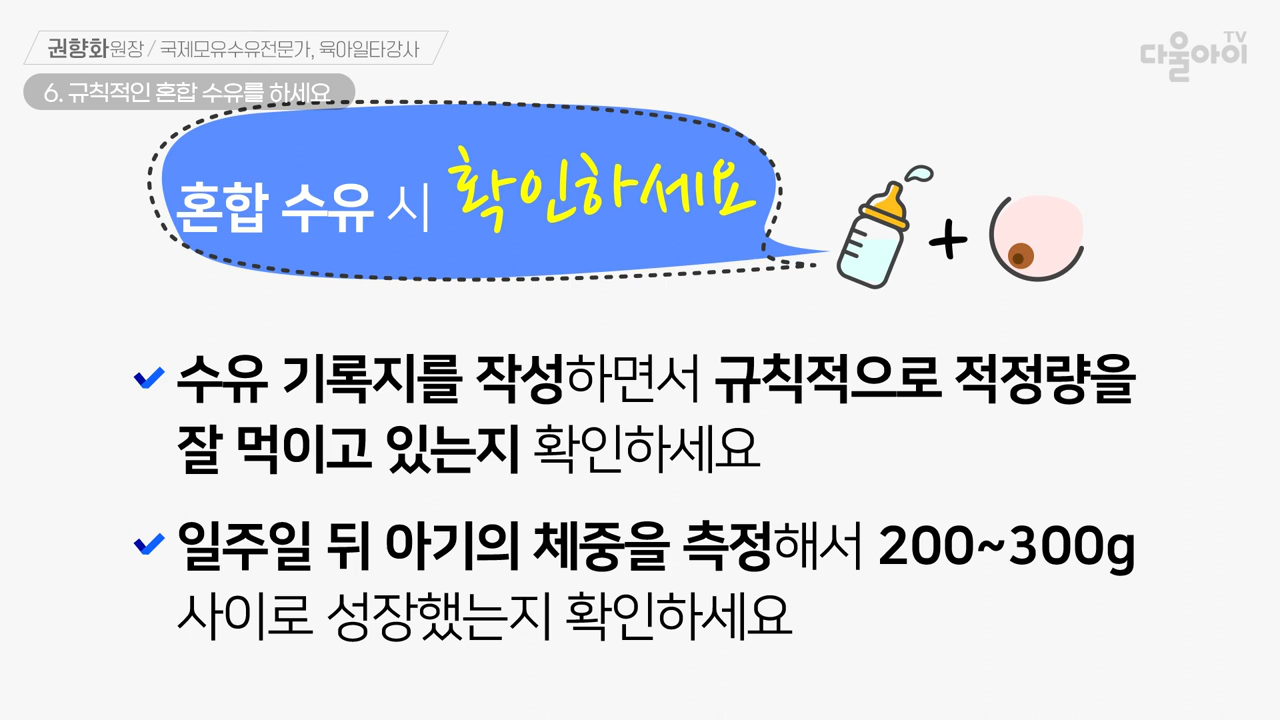 권향화원장 / 국제모유수유전문가, 육아일타강사
다울아이 TV
6. 규칙적인 혼합 수유를 하세요
혼합 수유 시 확인하세요
수유 기록지를 작성하면서 규칙적으로 적정량을
잘 먹이고 있는지 확인하세요
일주일 뒤 아기의 체중을 측정해서 200~300g
사이로 성장했는지 확인하세요